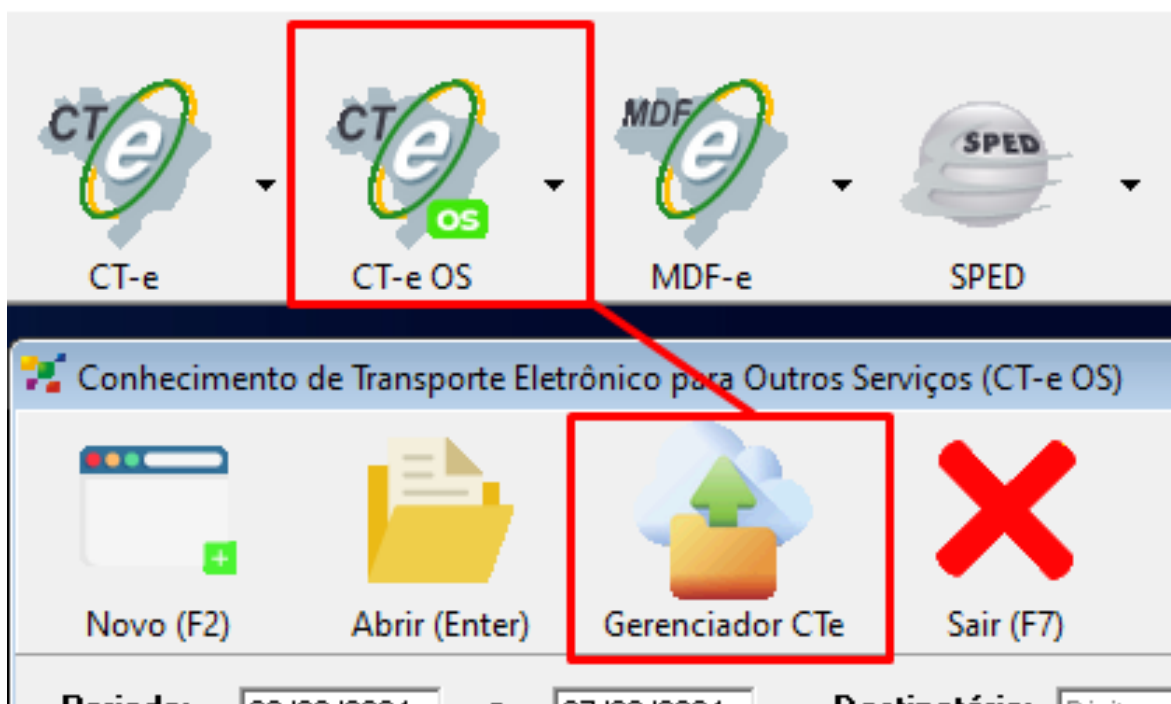 CT e
CT e OS
MDF e
SPED
CT-e
CT-e OS
MDF-e
SPED
Conhecimento de Transporte Eletrônico para Outros Serviços (CT-e OS)
Novo (F2)
Abrir (Enter)
Gerenciador CTe
Sair (F7)